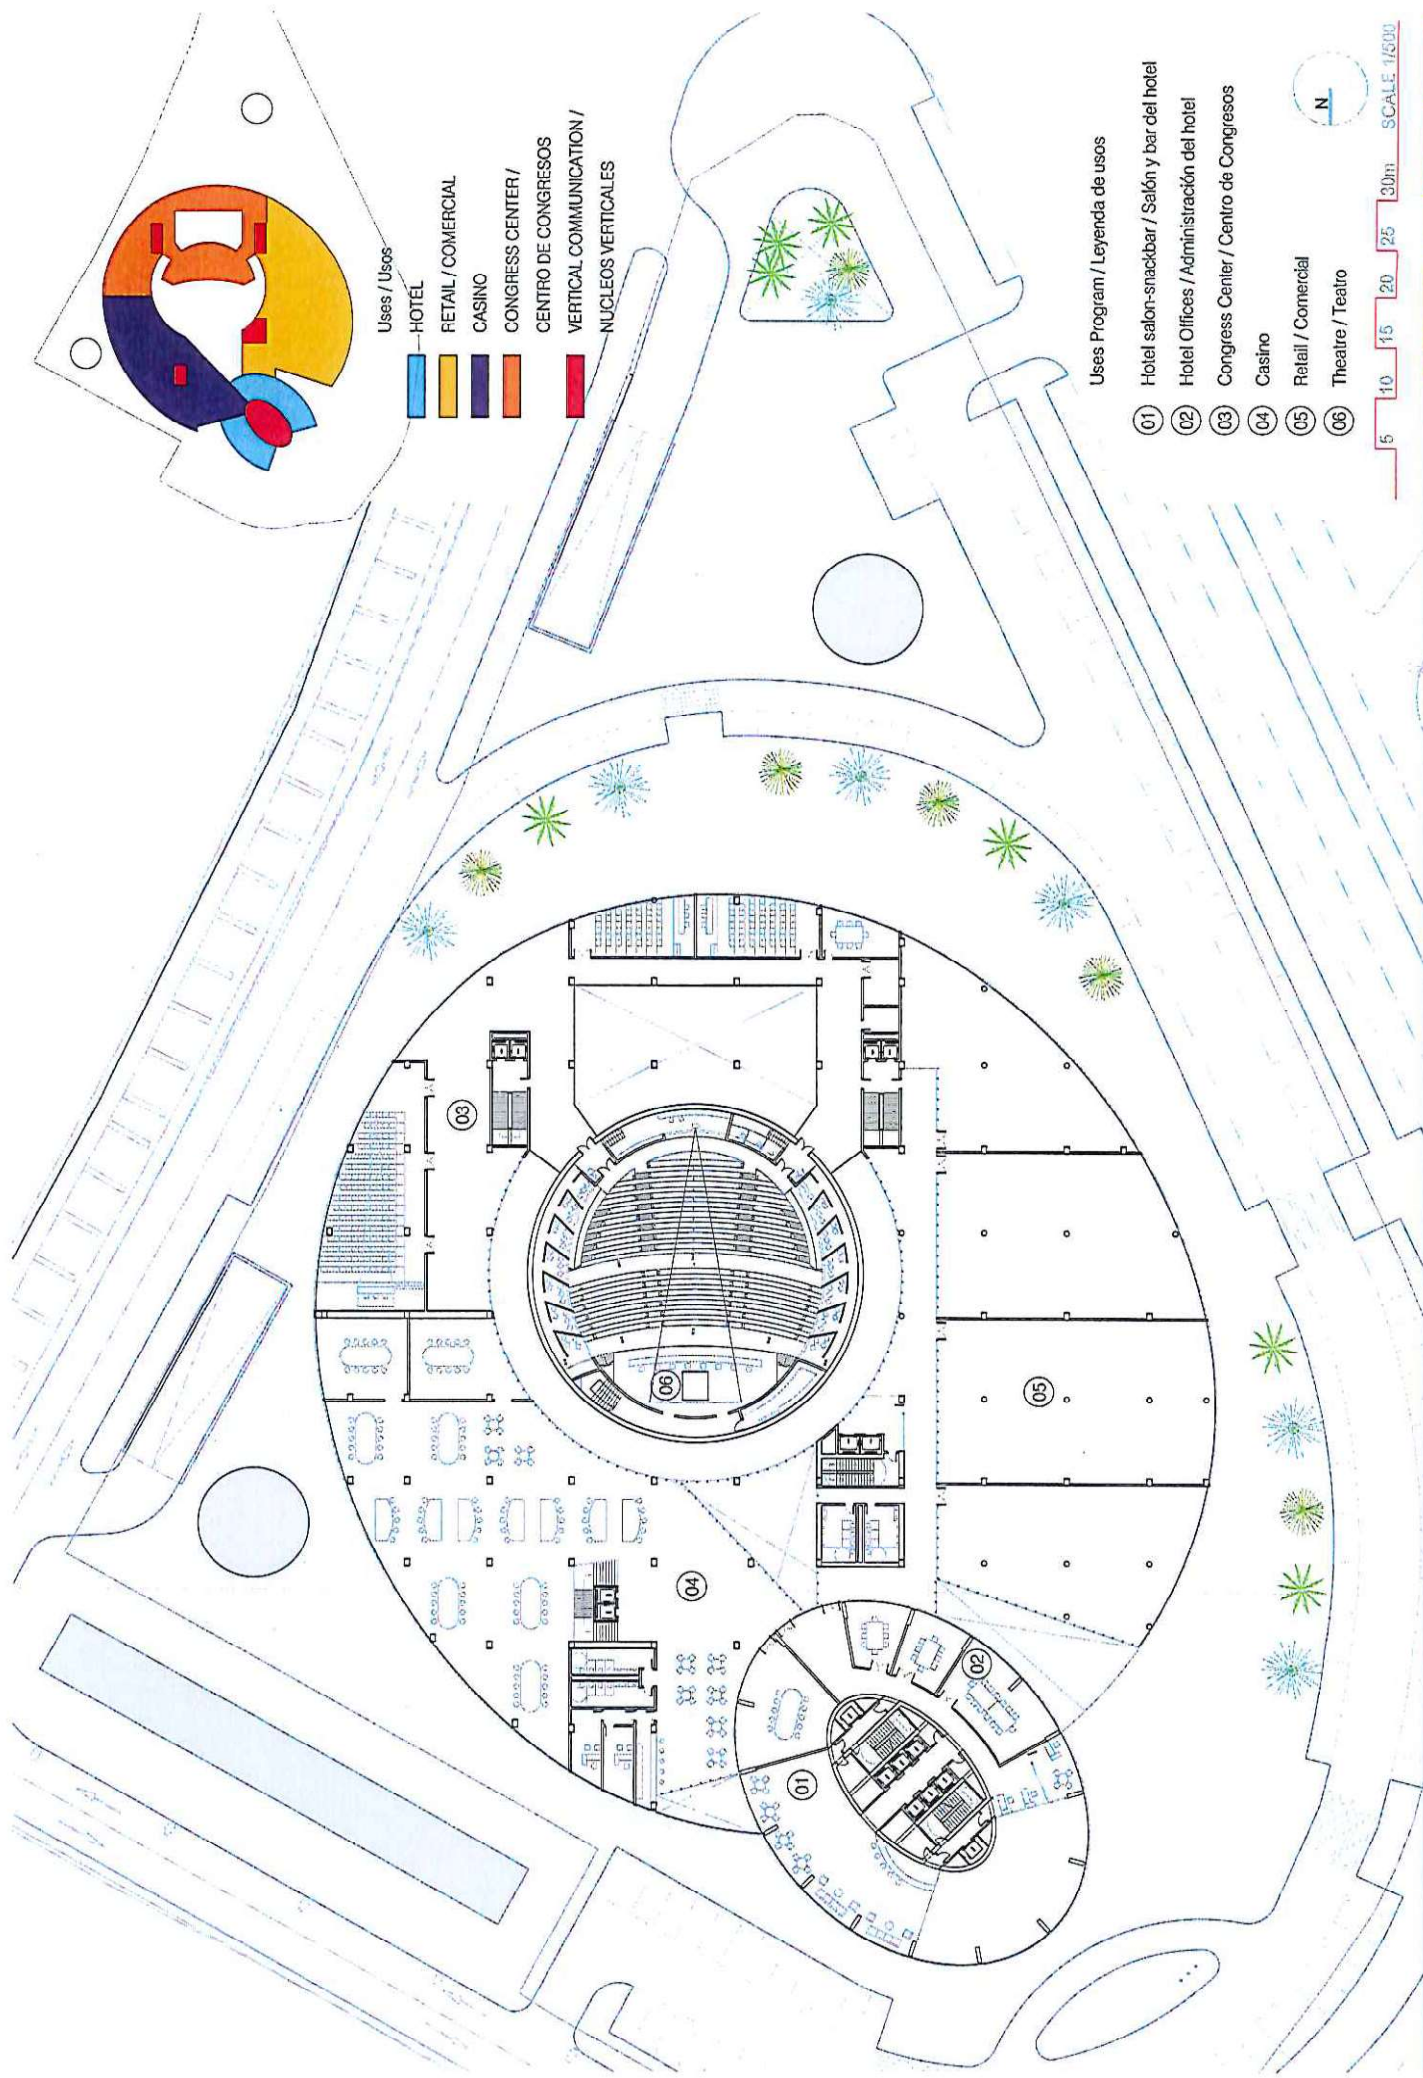 Uses / Usos
HOTEL
RETAIL / COMERCIAL
CASINO
CONGRESS CENTER /
CENTRO DE CONGRESOS
VERTICAL COMMUNICATION /
NUCLEOS VERTICALES
03
06
05
04
02
01
Uses Program / Leyenda de usos
01 Hotel salon-snackbar / Salón y bar del hotel
02 Hotel Offices / Administración del hotel
03 Congress Center / Centro de Congresos
04 Casino
05 Retail / Comercial
06 Theatre / Teatro
N
5 10 15 20 25 30m SCALE 1/500